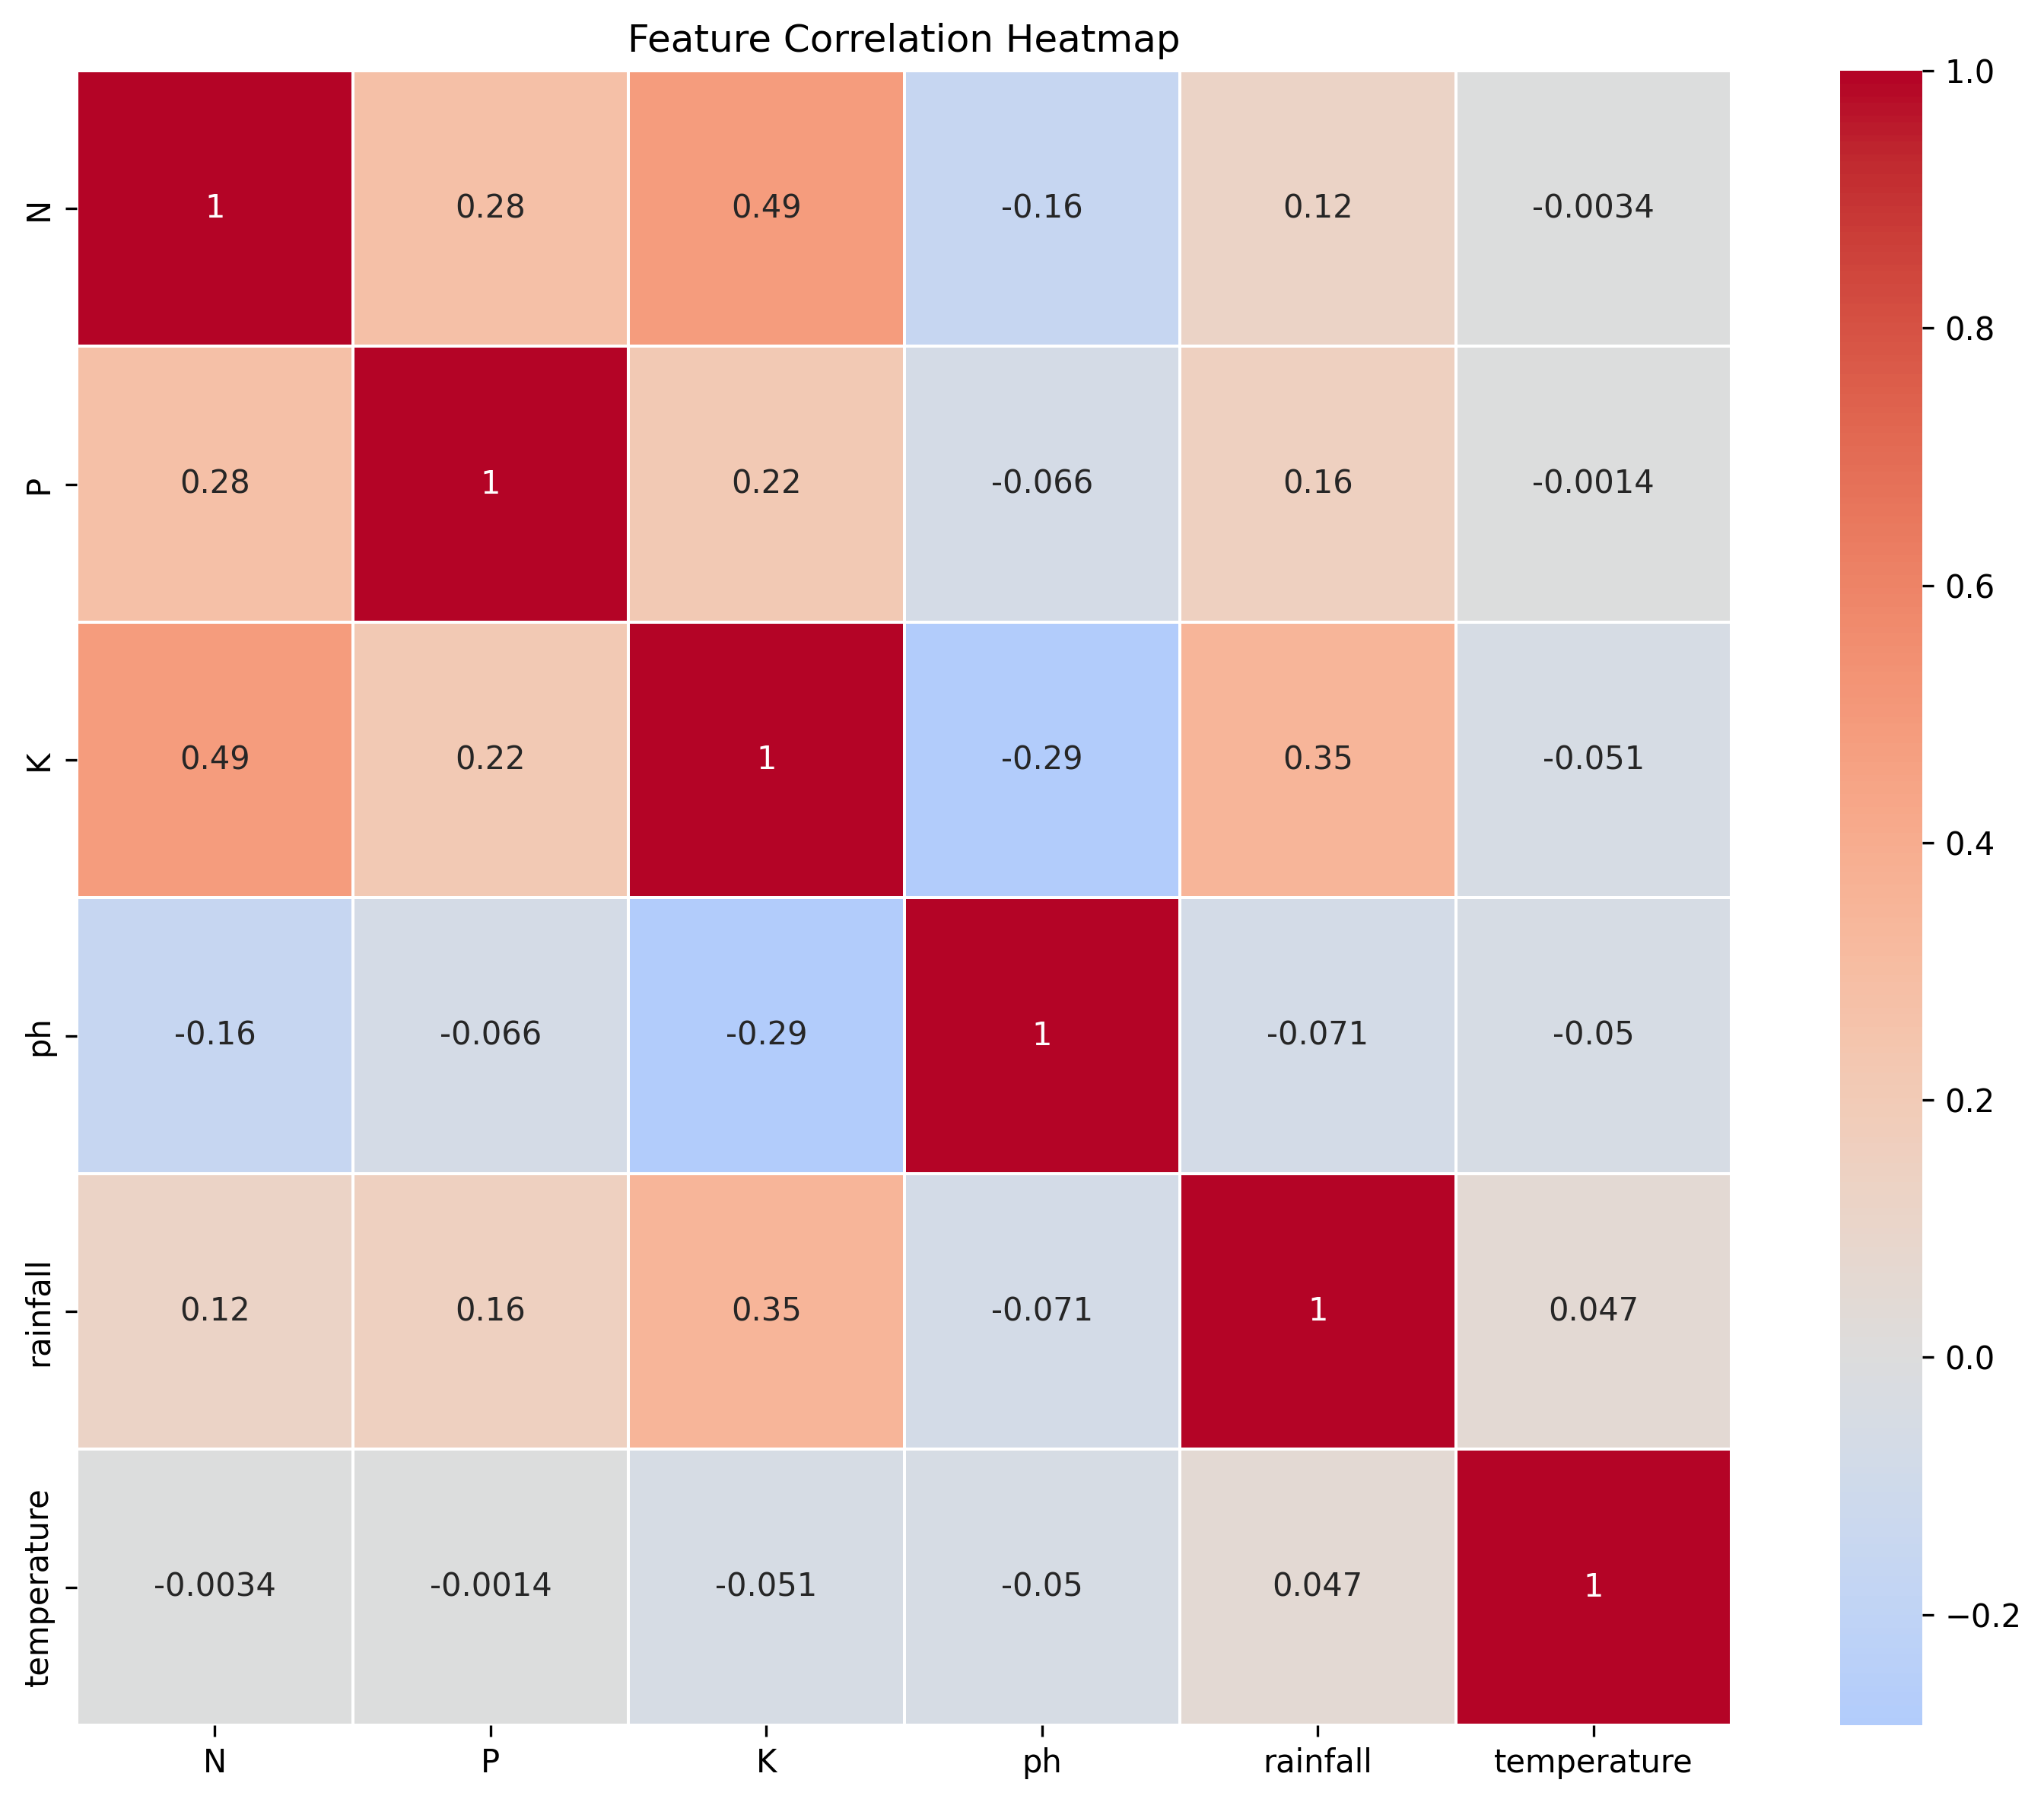 Feature Correlation Heatmap
N 1 0.28 0.49 -0.16 0.12 -0.0034
P 0.28 1 0.22 -0.066 0.16 -0.0014
K 0.49 0.22 1 -0.29 0.35 -0.051
ph -0.16 -0.066 -0.29 1 -0.071 -0.05
rainfall 0.12 0.16 0.35 -0.071 1 0.047
temperature -0.0034 -0.0014 -0.051 -0.05 0.047 1
N P K ph rainfall temperature
1.0
0.8
0.6
0.4
0.2
0.0
−0.2